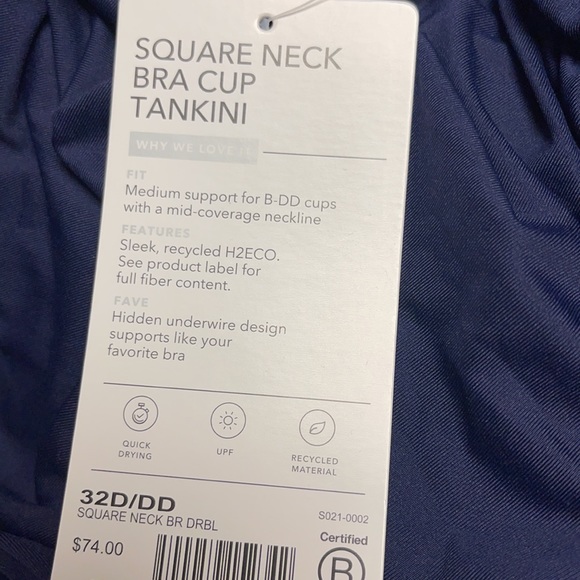 SQUARE NECK
BRA CUP
TANKINI
WHY WE LOVE IT
FIT
Medium support for B-DD cups
with a mid-coverage neckline
FEATURES
Sleek, recycled H2ECO.
See product label for
full fiber content.
FAVE
Hidden underwire design
supports like your
favorite bra
QUICK
DRYING
UPF
RECYCLED
MATERIAL
32D/DD
SQUARE NECK BR DRBL
S021-0002
$74.00
Certified
B